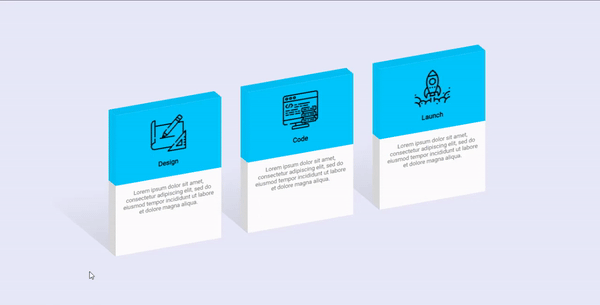 Design
Lorem ipsum dolor sit amet,
consectetur adipiscing elit, sed do
eiusmod tempor incididunt ut labore
et dolore magna aliqua.
Code
Lorem ipsum dolor sit amet,
consectetur adipiscing elit, sed do
eiusmod tempor incididunt ut labore
et dolore magna aliqua.
Launch
Lorem ipsum dolor sit amet,
consectetur adipiscing elit, sed do
eiusmod tempor incididunt ut labore
et dolore magna aliqua.